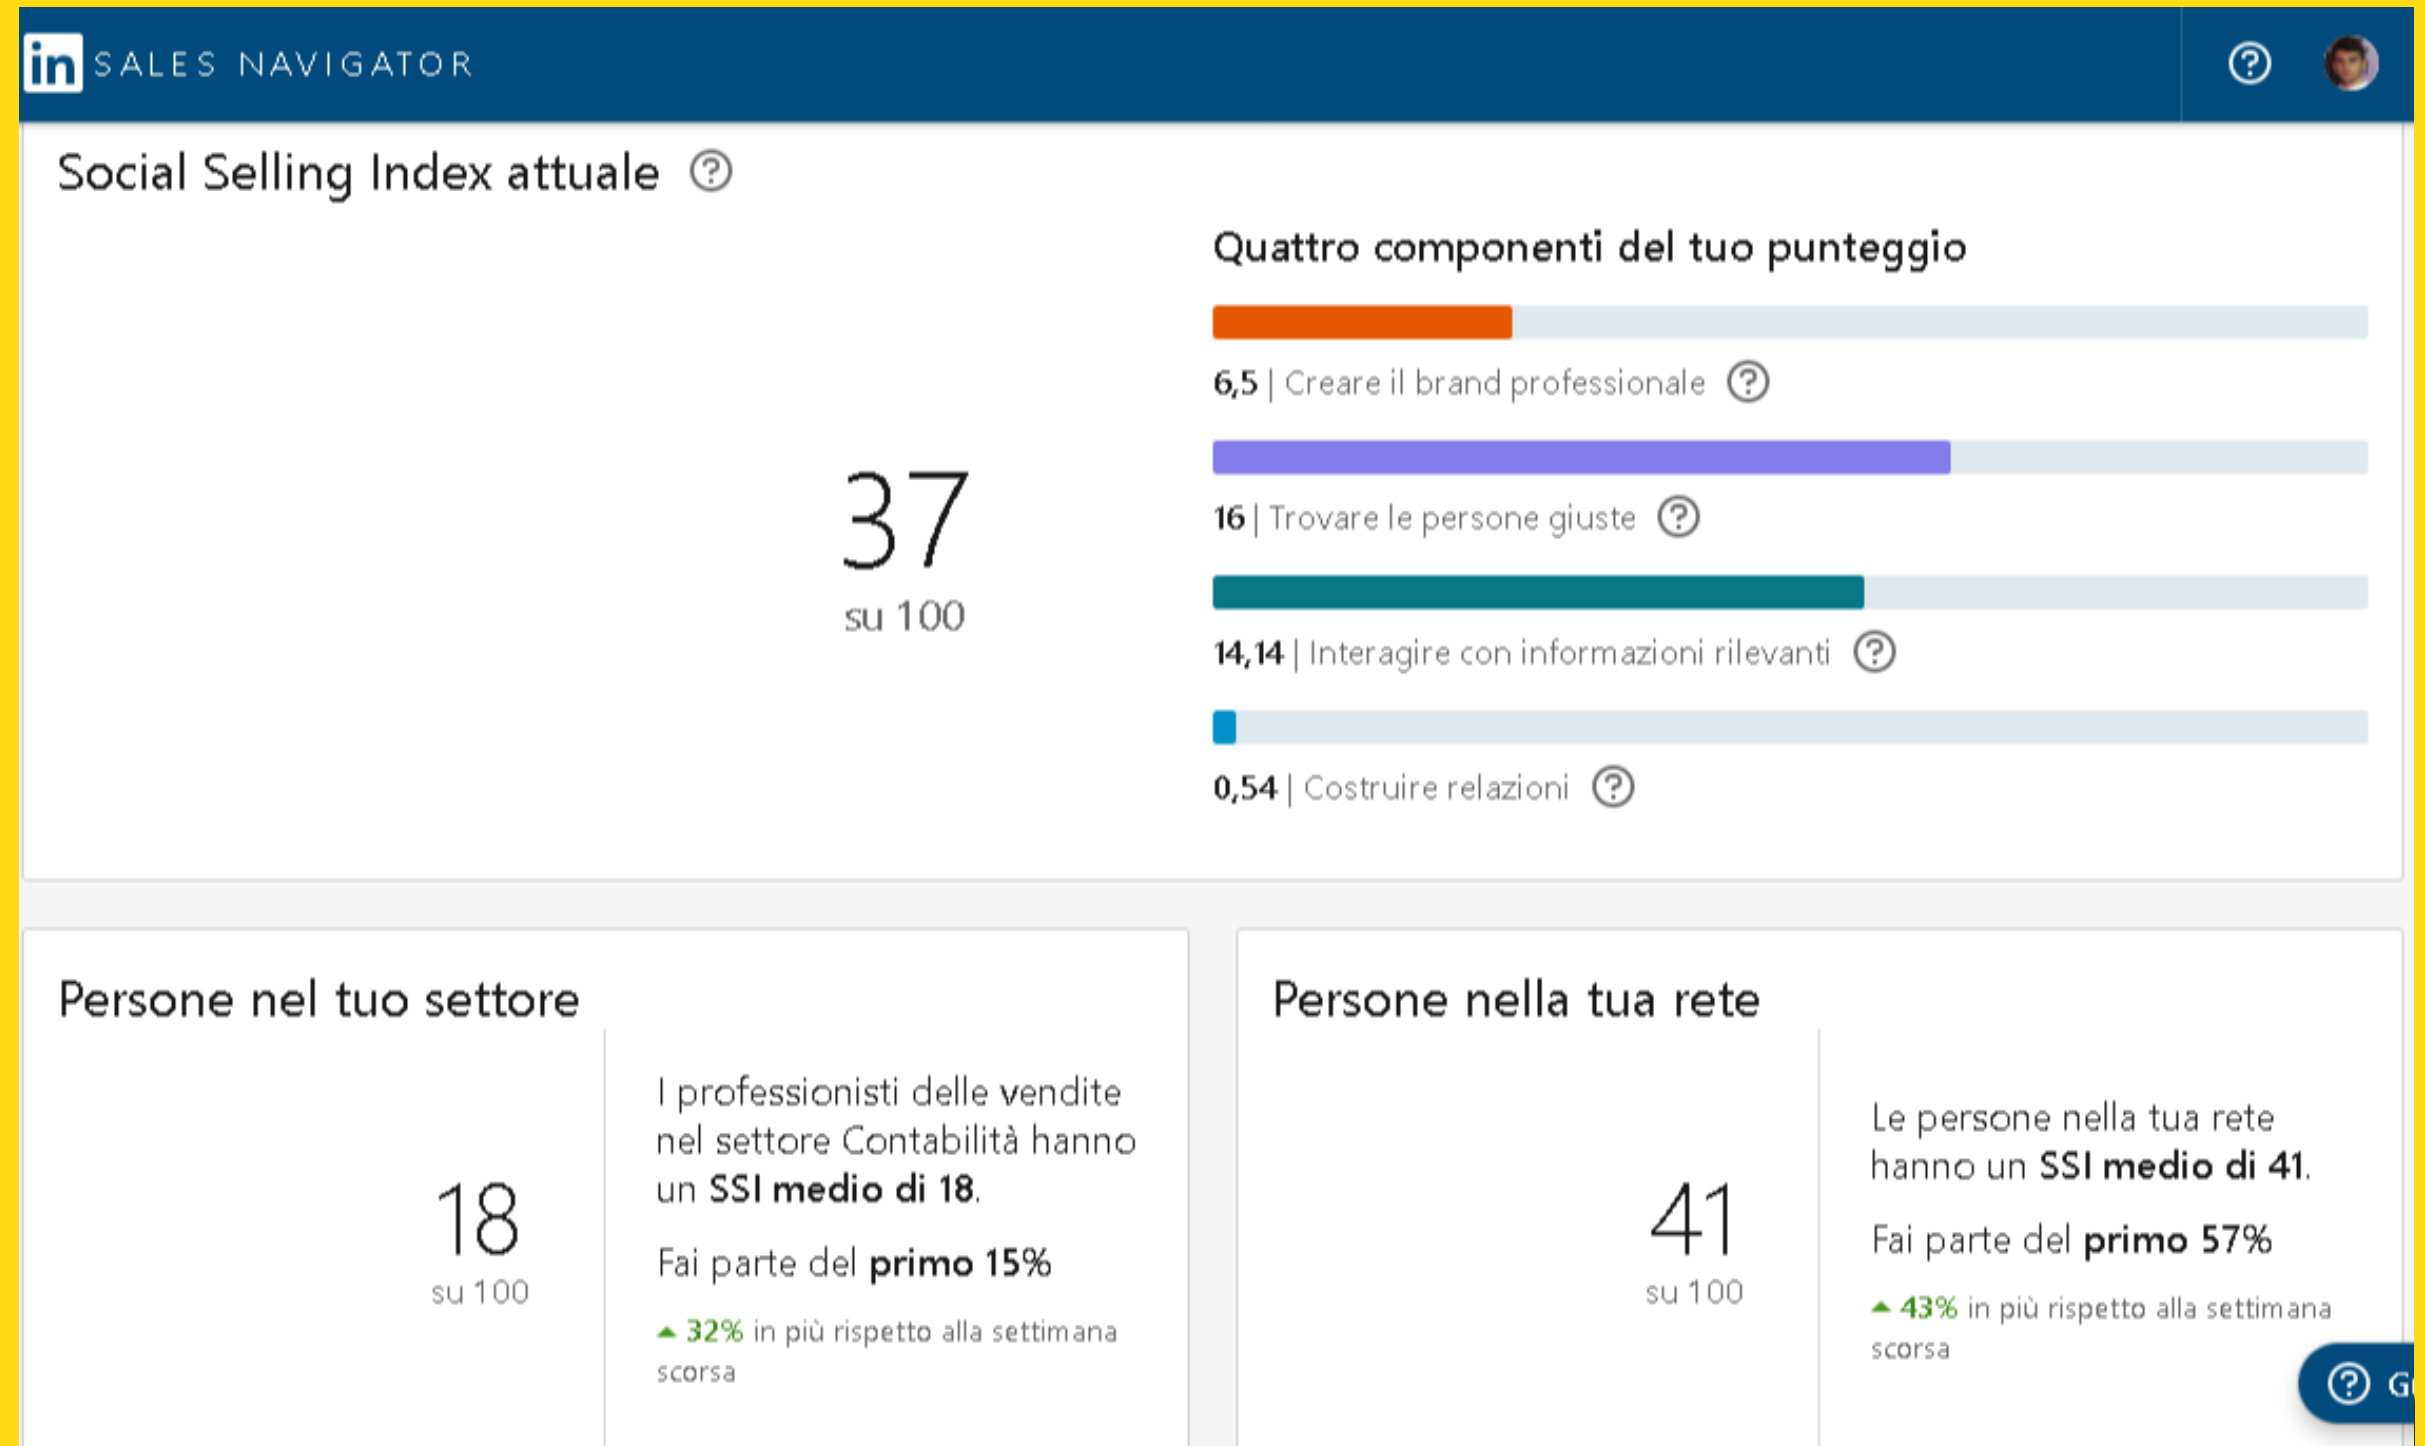 in SALES NAVIGATOR
Social Selling Index attuale
Quattro componenti del tuo punteggio
6,5 | Creare il brand professionale
16 | Trovare le persone giuste
37
su 100
14,14 | Interagire con informazioni rilevanti
0,54 | Costruire relazioni
Persone nel tuo settore
18
su 100
I professionisti delle vendite
nel settore Contabilità hanno
un SSI medio di 18.
Fai parte del primo 15%
32% in più rispetto alla settimana
scorsa
Persone nella tua rete
41
su 100
Le persone nella tua rete
hanno un SSI medio di 41.
Fai parte del primo 57%
43% in più rispetto alla settimana
scorsa